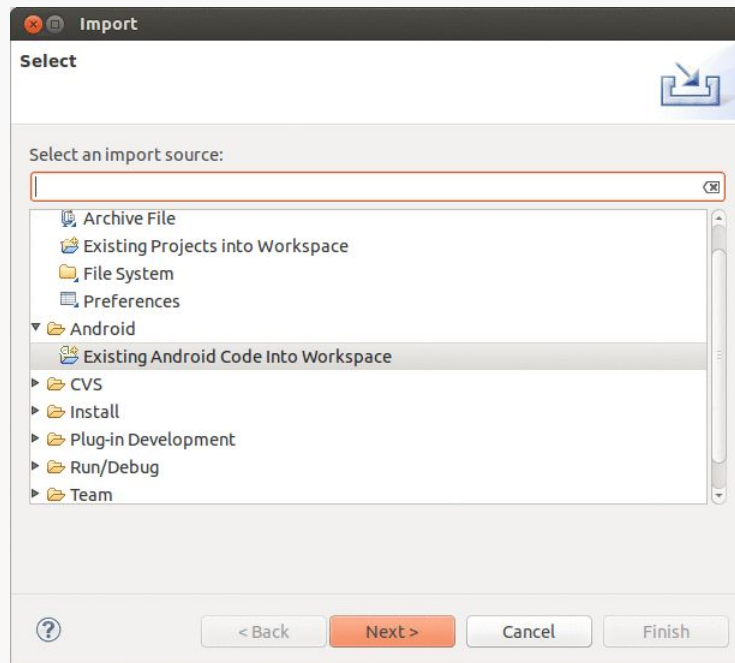 Import
Select
Select an import source:
Archive File
Existing Projects into Workspace
File System
Preferences
Android
Existing Android Code Into Workspace
CVS
Install
Plug-in Development
Run/Debug
Team
? < Back Next > Cancel Finish